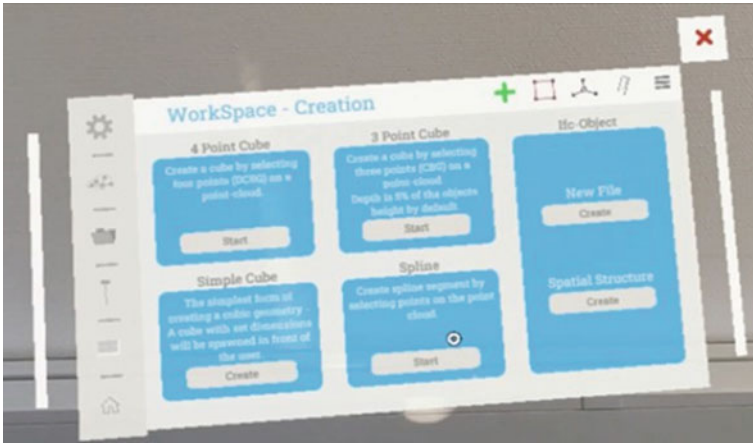 WorkSpace - Creation
4 Point Cube
Create a cube by selecting
four points (DCBG) on a
point-cloud.
Start
3 Point Cube
Create a cube by selecting
three points (CBG) on a
point-cloud
Depth is 5% of the objects
height by default
Start
Ifc-Object
New File
Create
Spatial Structure
Create
Simple Cube
The simplest form of
creating a cubic geometry -
A cube with set dimensions
will be spawned in front of
the user.
Create
Spline
Create spline segment by
selecting points on the point
cloud.
Start